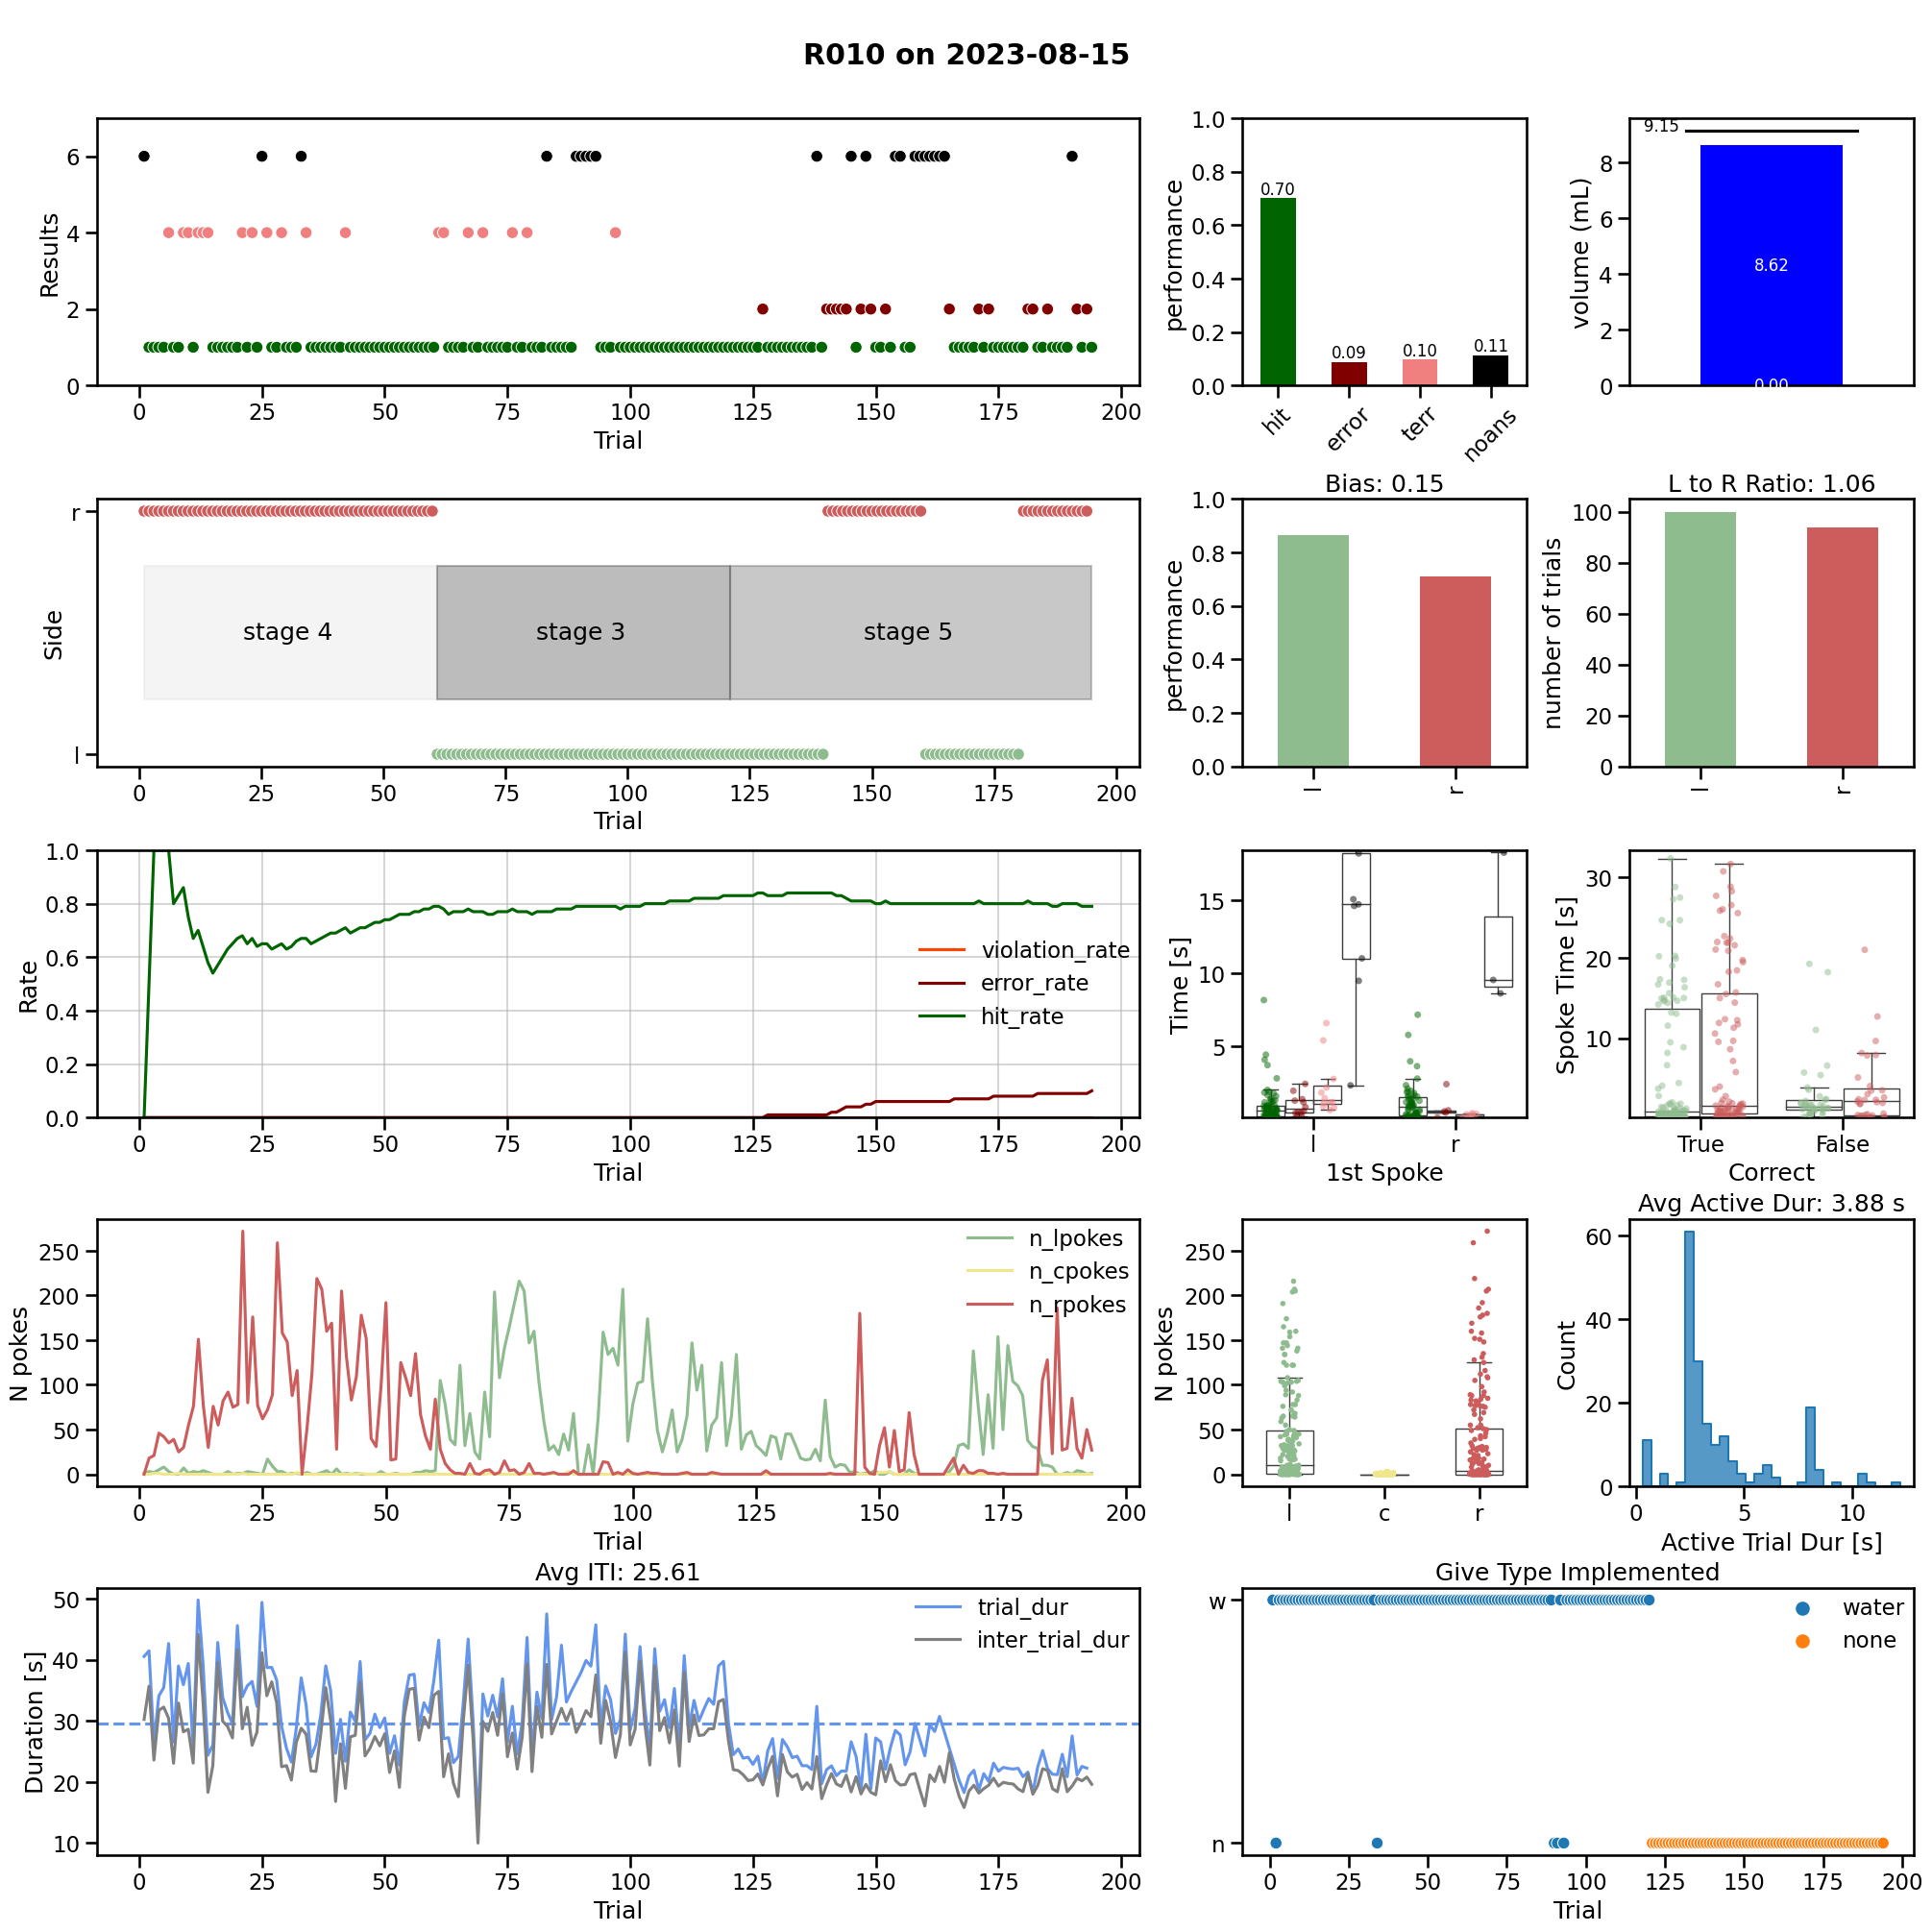 R010 on 2023-08-15
Results
6
4
2
0
0 25 50 75 100 125 150 175 200
Trial
performance
1.0
0.8
0.6
0.4
0.2
0.0
0.70
0.09
0.10
0.11
hit error terr noans
volume (mL)
8
6
4
2
0
9.15
8.62
0.00
Side
r
l
stage 4
stage 3
stage 5
0 25 50 75 100 125 150 175 200
Trial
Bias: 0.15
performance
1.0
0.8
0.6
0.4
0.2
0.0
l r
L to R Ratio: 1.06
number of trials
100
80
60
40
20
0
l r
Rate
1.0
0.8
0.6
0.4
0.2
0.0
violation_rate
error_rate
hit_rate
0 25 50 75 100 125 150 175 200
Trial
Time [s]
15
10
5
l r
1st Spoke
Spoke Time [s]
30
20
10
True False
Correct
N pokes
250
200
150
100
50
0
n_lpokes
n_cpokes
n_rpokes
0 25 50 75 100 125 150 175 200
Trial
N pokes
250
200
150
100
50
0
l c r
Avg Active Dur: 3.88 s
Count
60
40
20
0
0 5 10
Active Trial Dur [s]
Avg ITI: 25.61
Duration [s]
50
40
30
20
10
trial_dur
inter_trial_dur
0 25 50 75 100 125 150 175 200
Trial
Give Type Implemented
w
n
water
none
0 25 50 75 100 125 150 175 200
Trial